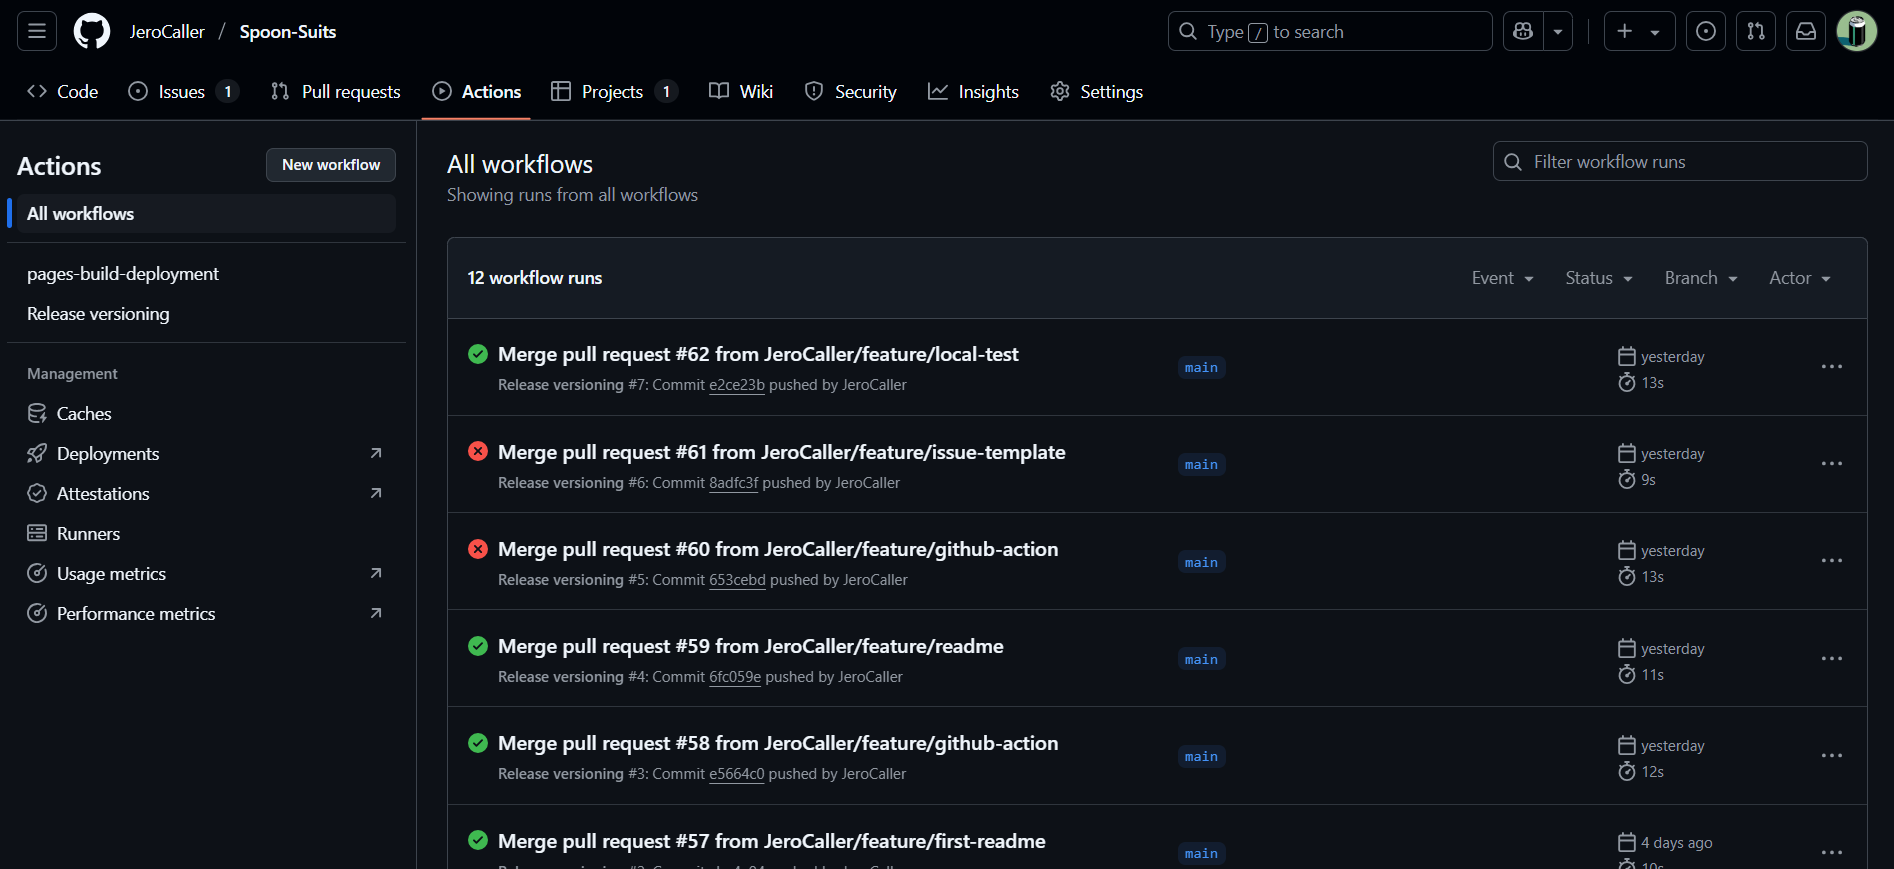 JeroCaller / Spoon-Suits
Type / to search
Code
Issues 1
Pull requests
Actions
Projects 1
Wiki
Security
Insights
Settings
Actions
New workflow
All workflows
pages-build-deployment
Release versioning
Management
Caches
Deployments
Attestations
Runners
Usage metrics
Performance metrics
All workflows
Showing runs from all workflows
Filter workflow runs
12 workflow runs
Event
Status
Branch
Actor
Merge pull request #62 from JeroCaller/feature/local-test
Release versioning #7: Commit e2ce23b pushed by JeroCaller
main
yesterday
13s
Merge pull request #61 from JeroCaller/feature/issue-template
Release versioning #6: Commit 8adfc3f pushed by JeroCaller
main
yesterday
9s
Merge pull request #60 from JeroCaller/feature/github-action
Release versioning #5: Commit 653cebd pushed by JeroCaller
main
yesterday
13s
Merge pull request #59 from JeroCaller/feature/readme
Release versioning #4: Commit 6fc059e pushed by JeroCaller
main
yesterday
11s
Merge pull request #58 from JeroCaller/feature/github-action
Release versioning #3: Commit e5664c0 pushed by JeroCaller
main
yesterday
12s
Merge pull request #57 from JeroCaller/feature/first-readme
main
4 days ago